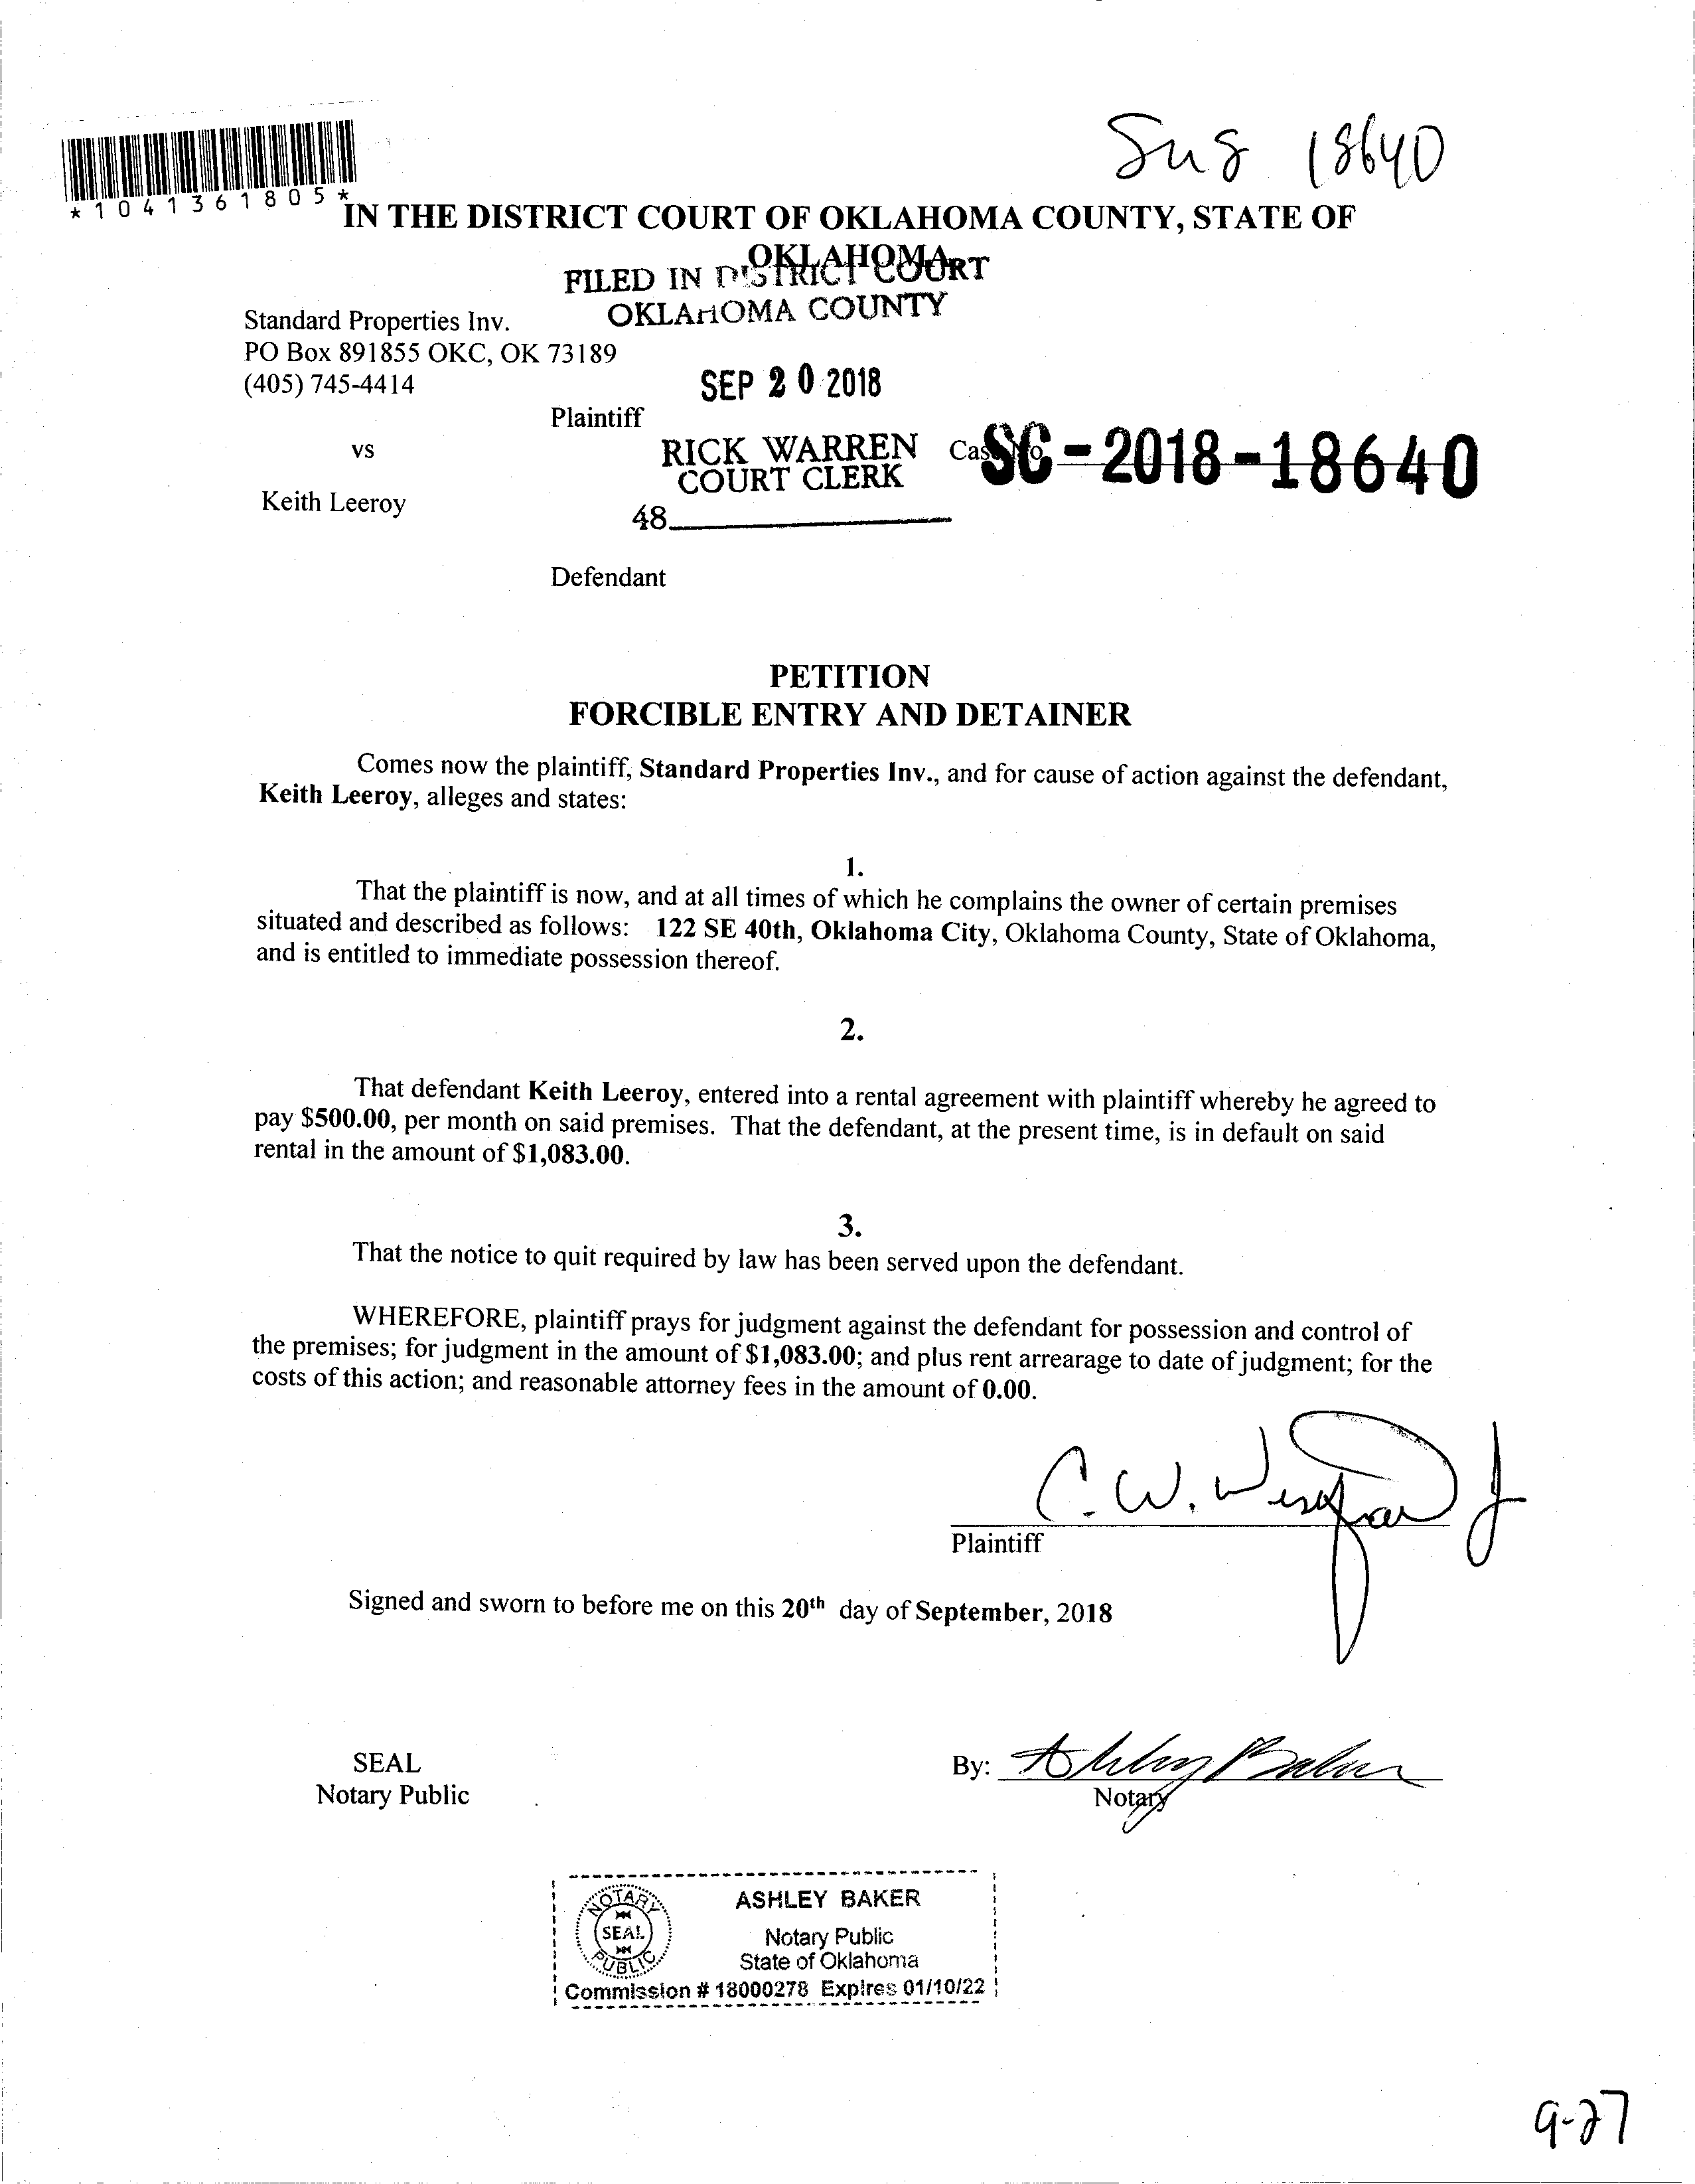 18640
*1041361805*
IN THE DISTRICT COURT OF OKLAHOMA COUNTY, STATE OF
OKLAHOMA
FILED IN DISTRICT COURT
OKLAHOMA COUNTY
Standard Properties Inv.
PO Box 891855 OKC, OK 73189
(405) 745-4414
SEP 20 2018
Plaintiff
vs
RICK WARREN
COURT CLERK
Case No. SC-2018-18640
Keith Leeroy
48
Defendant
PETITION
FORCIBLE ENTRY AND DETAINER
Comes now the plaintiff, Standard Properties Inv., and for cause of action against the defendant,
Keith Leeroy, alleges and states:
1.
That the plaintiff is now, and at all times of which he complains the owner of certain premises
situated and described as follows: 122 SE 40th, Oklahoma City, Oklahoma County, State of Oklahoma,
and is entitled to immediate possession thereof.
2.
That defendant Keith Leeroy, entered into a rental agreement with plaintiff whereby he agreed to
pay $500.00, per month on said premises. That the defendant, at the present time, is in default on said
rental in the amount of $1,083.00.
3.
That the notice to quit required by law has been served upon the defendant.
WHEREFORE, plaintiff prays for judgment against the defendant for possession and control of
the premises; for judgment in the amount of $1,083.00; and plus rent arrearage to date of judgment; for the
costs of this action; and reasonable attorney fees in the amount of 0.00.
C. W.
Plaintiff
Signed and sworn to before me on this 20th day of September, 2018
SEAL
Notary Public
By: Ashley Baker
Notary
NOTARY
SEAL
PUBLIC
ASHLEY BAKER
Notary Public
State of Oklahoma
Commission # 18000278 Expires 01/10/22
9-27